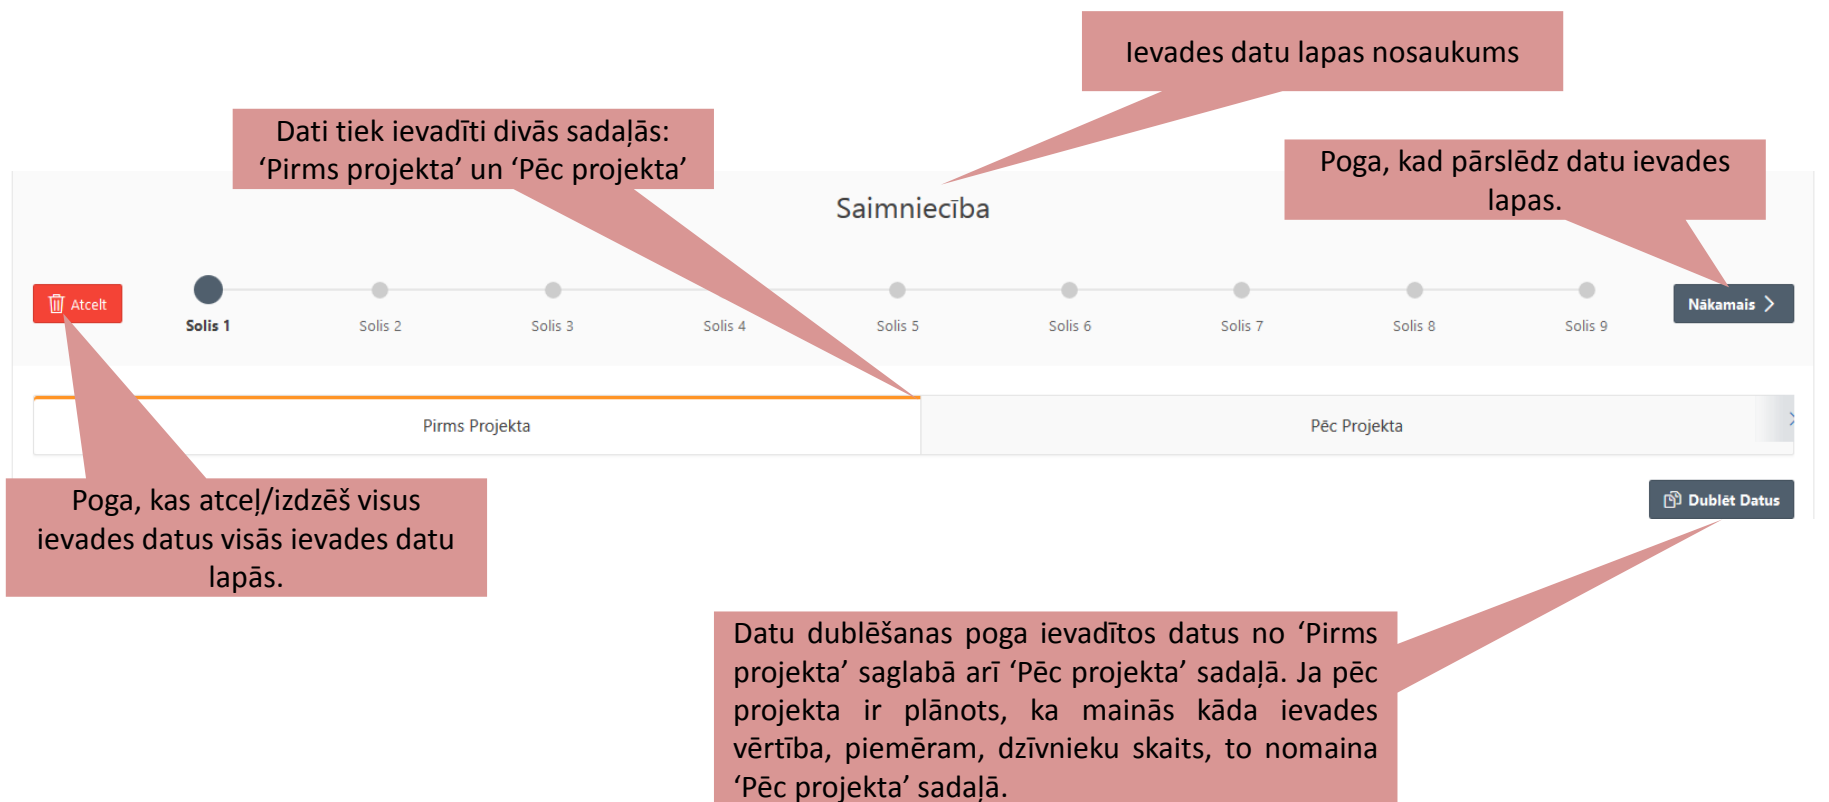 Ievades datu lapas nosaukums
Dati tiek ievadīti divās sadaļās:
‘Pirms projekta’ un ‘Pēc projekta’
Poga, kad pārslēdz datu ievades
lapas.
Saimniecība
Atcelt
Solis 1
Solis 2
Solis 3
Solis 4
Solis 5
Solis 6
Solis 7
Solis 8
Solis 9
Nākamais
Pirms Projekta
Pēc Projekta
Poga, kas atceļ/izdzēš visus
ievades datus visās ievades datu
lapās.
Dublēt Datus
Datu dublēšanas poga ievadītos datus no ‘Pirms
projekta’ saglabā arī ‘Pēc projekta’ sadaļā. Ja pēc
projekta ir plānots, ka mainās kāda ievades
vērtība, piemēram, dzīvnieku skaits, to nomaina
‘Pēc projekta’ sadaļā.